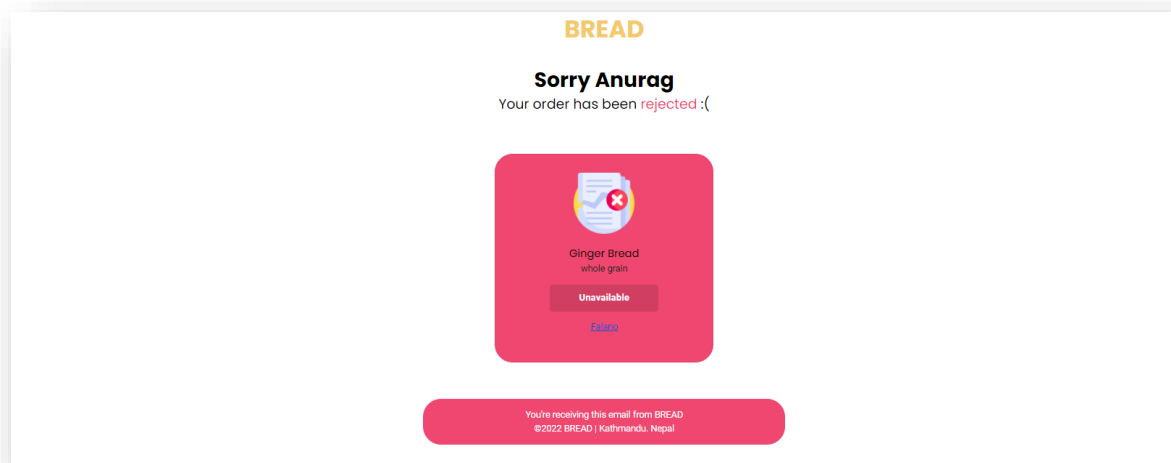 BREAD
Sorry Anurag
Your order has been rejected :(
Ginger Bread
whole grain
Unavailable
Falano
You're receiving this email from BREAD
©2022 BREAD | Kathmandu. Nepal